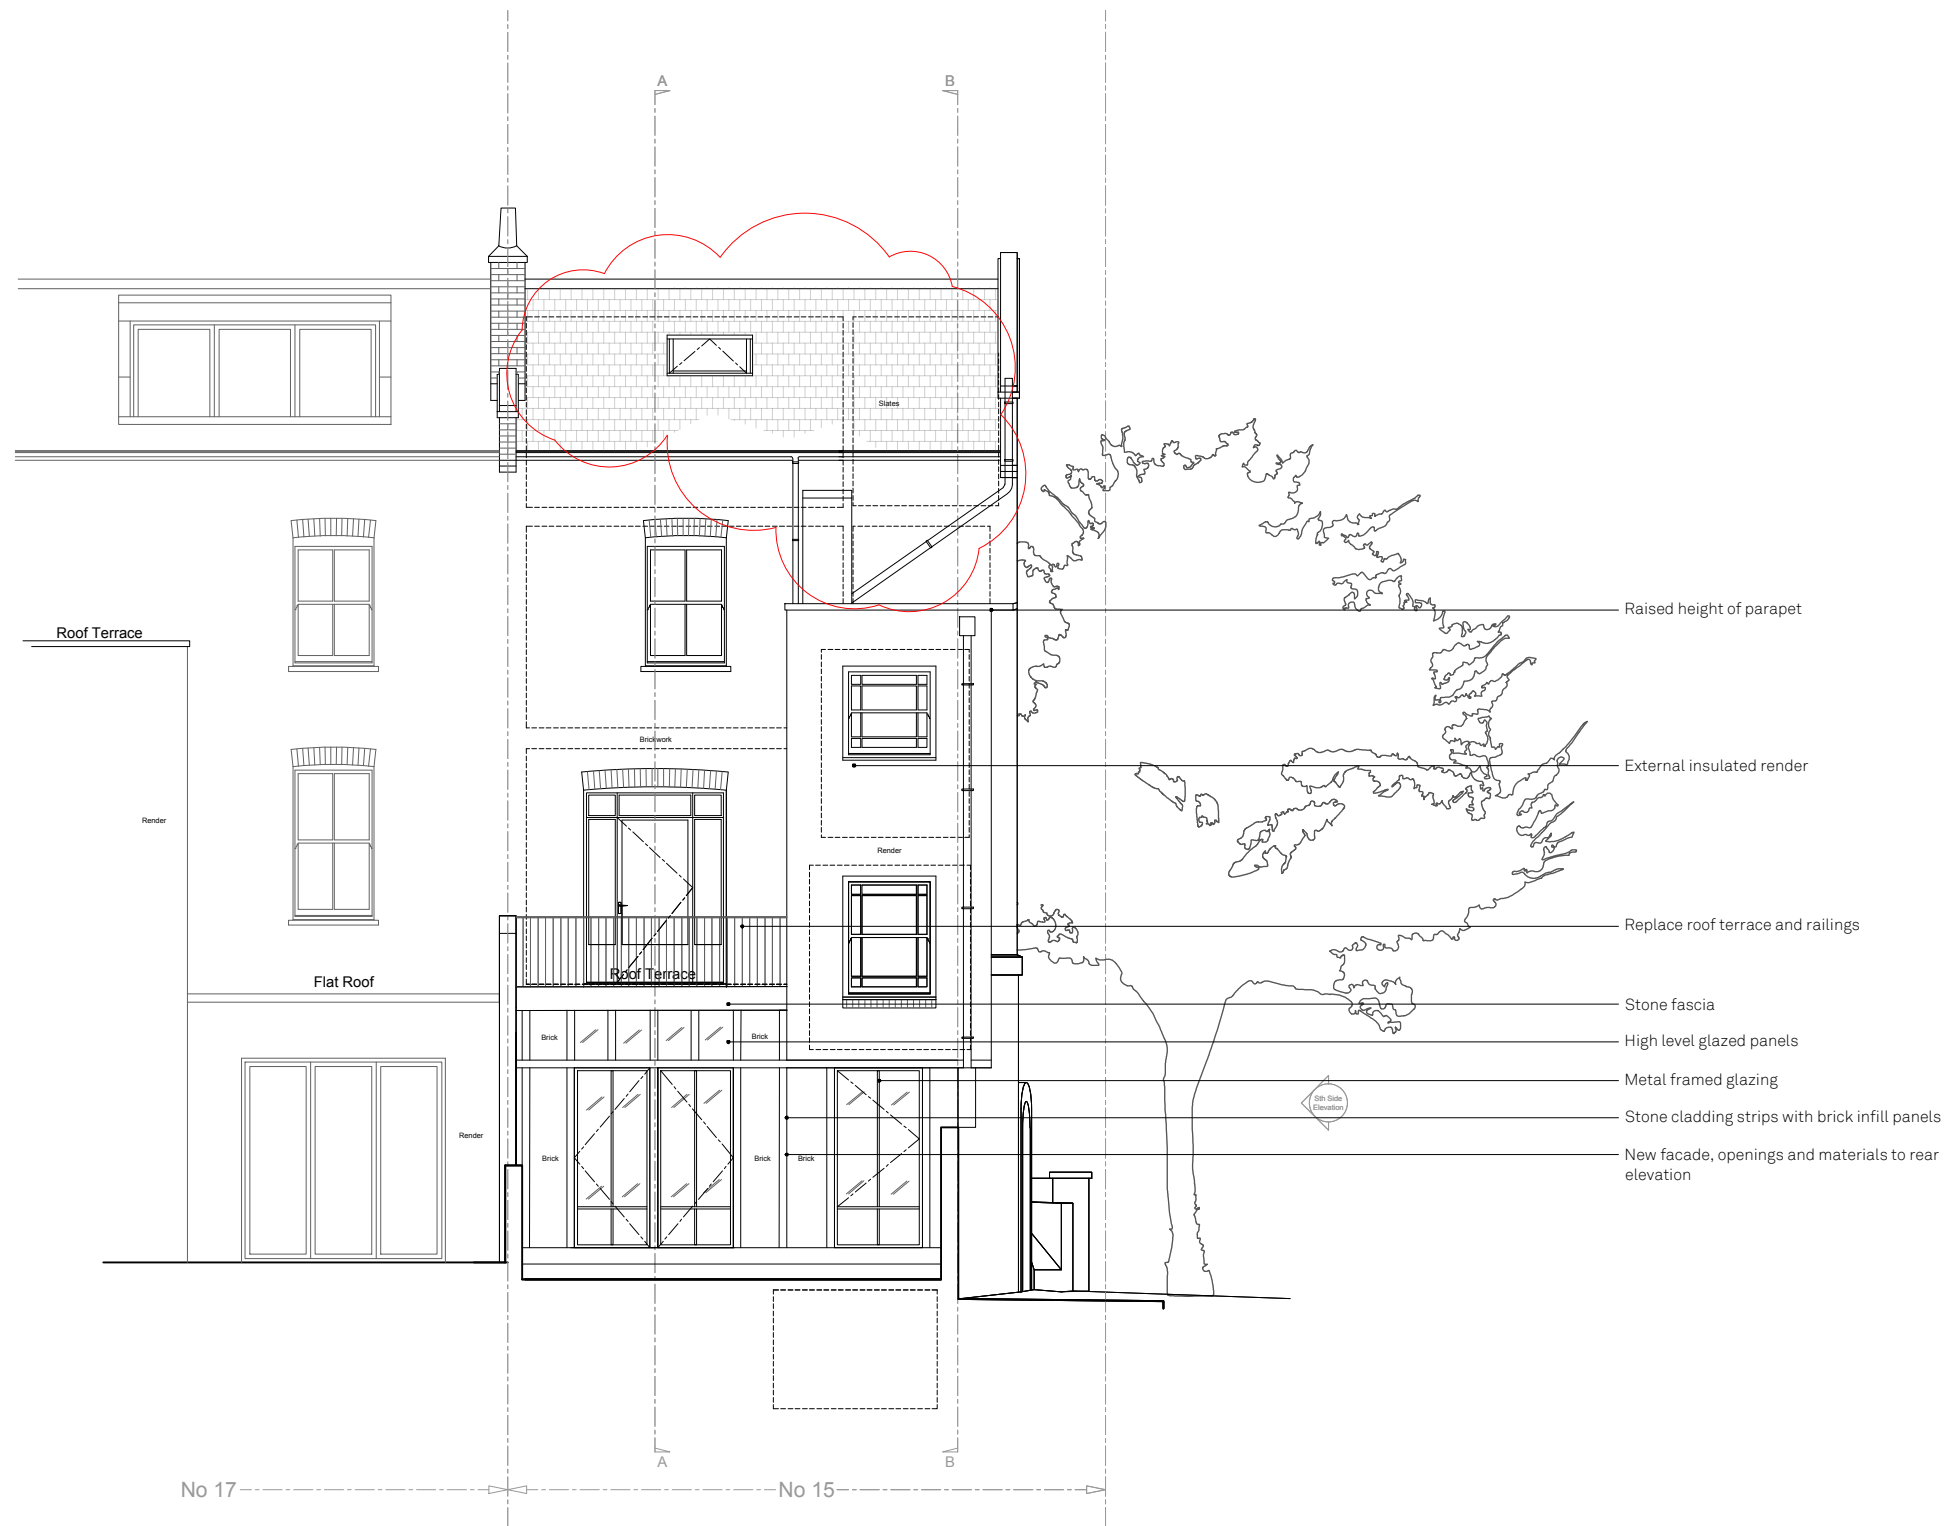 A
B
Slates
Raised height of parapet
Roof Terrace
Brickwork
External insulated render
Render
Render
Replace roof terrace and railings
Roof Terrace
Flat Roof
Stone fascia
Brick
Brick
High level glazed panels
Metal framed glazing
Sth Side
Elevation
Stone cladding strips with brick infill panels
Render
Brick
Brick
Brick
New facade, openings and materials to rear
elevation
A
B
No 17
No 15